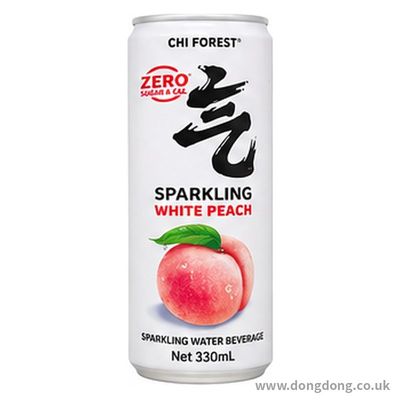 CHI FOREST®
ZERO
SUGAR & CAL
气
SPARKLING
WHITE PEACH
SPARKLING WATER BEVERAGE
Net 330mL
www.dongdong.co.uk